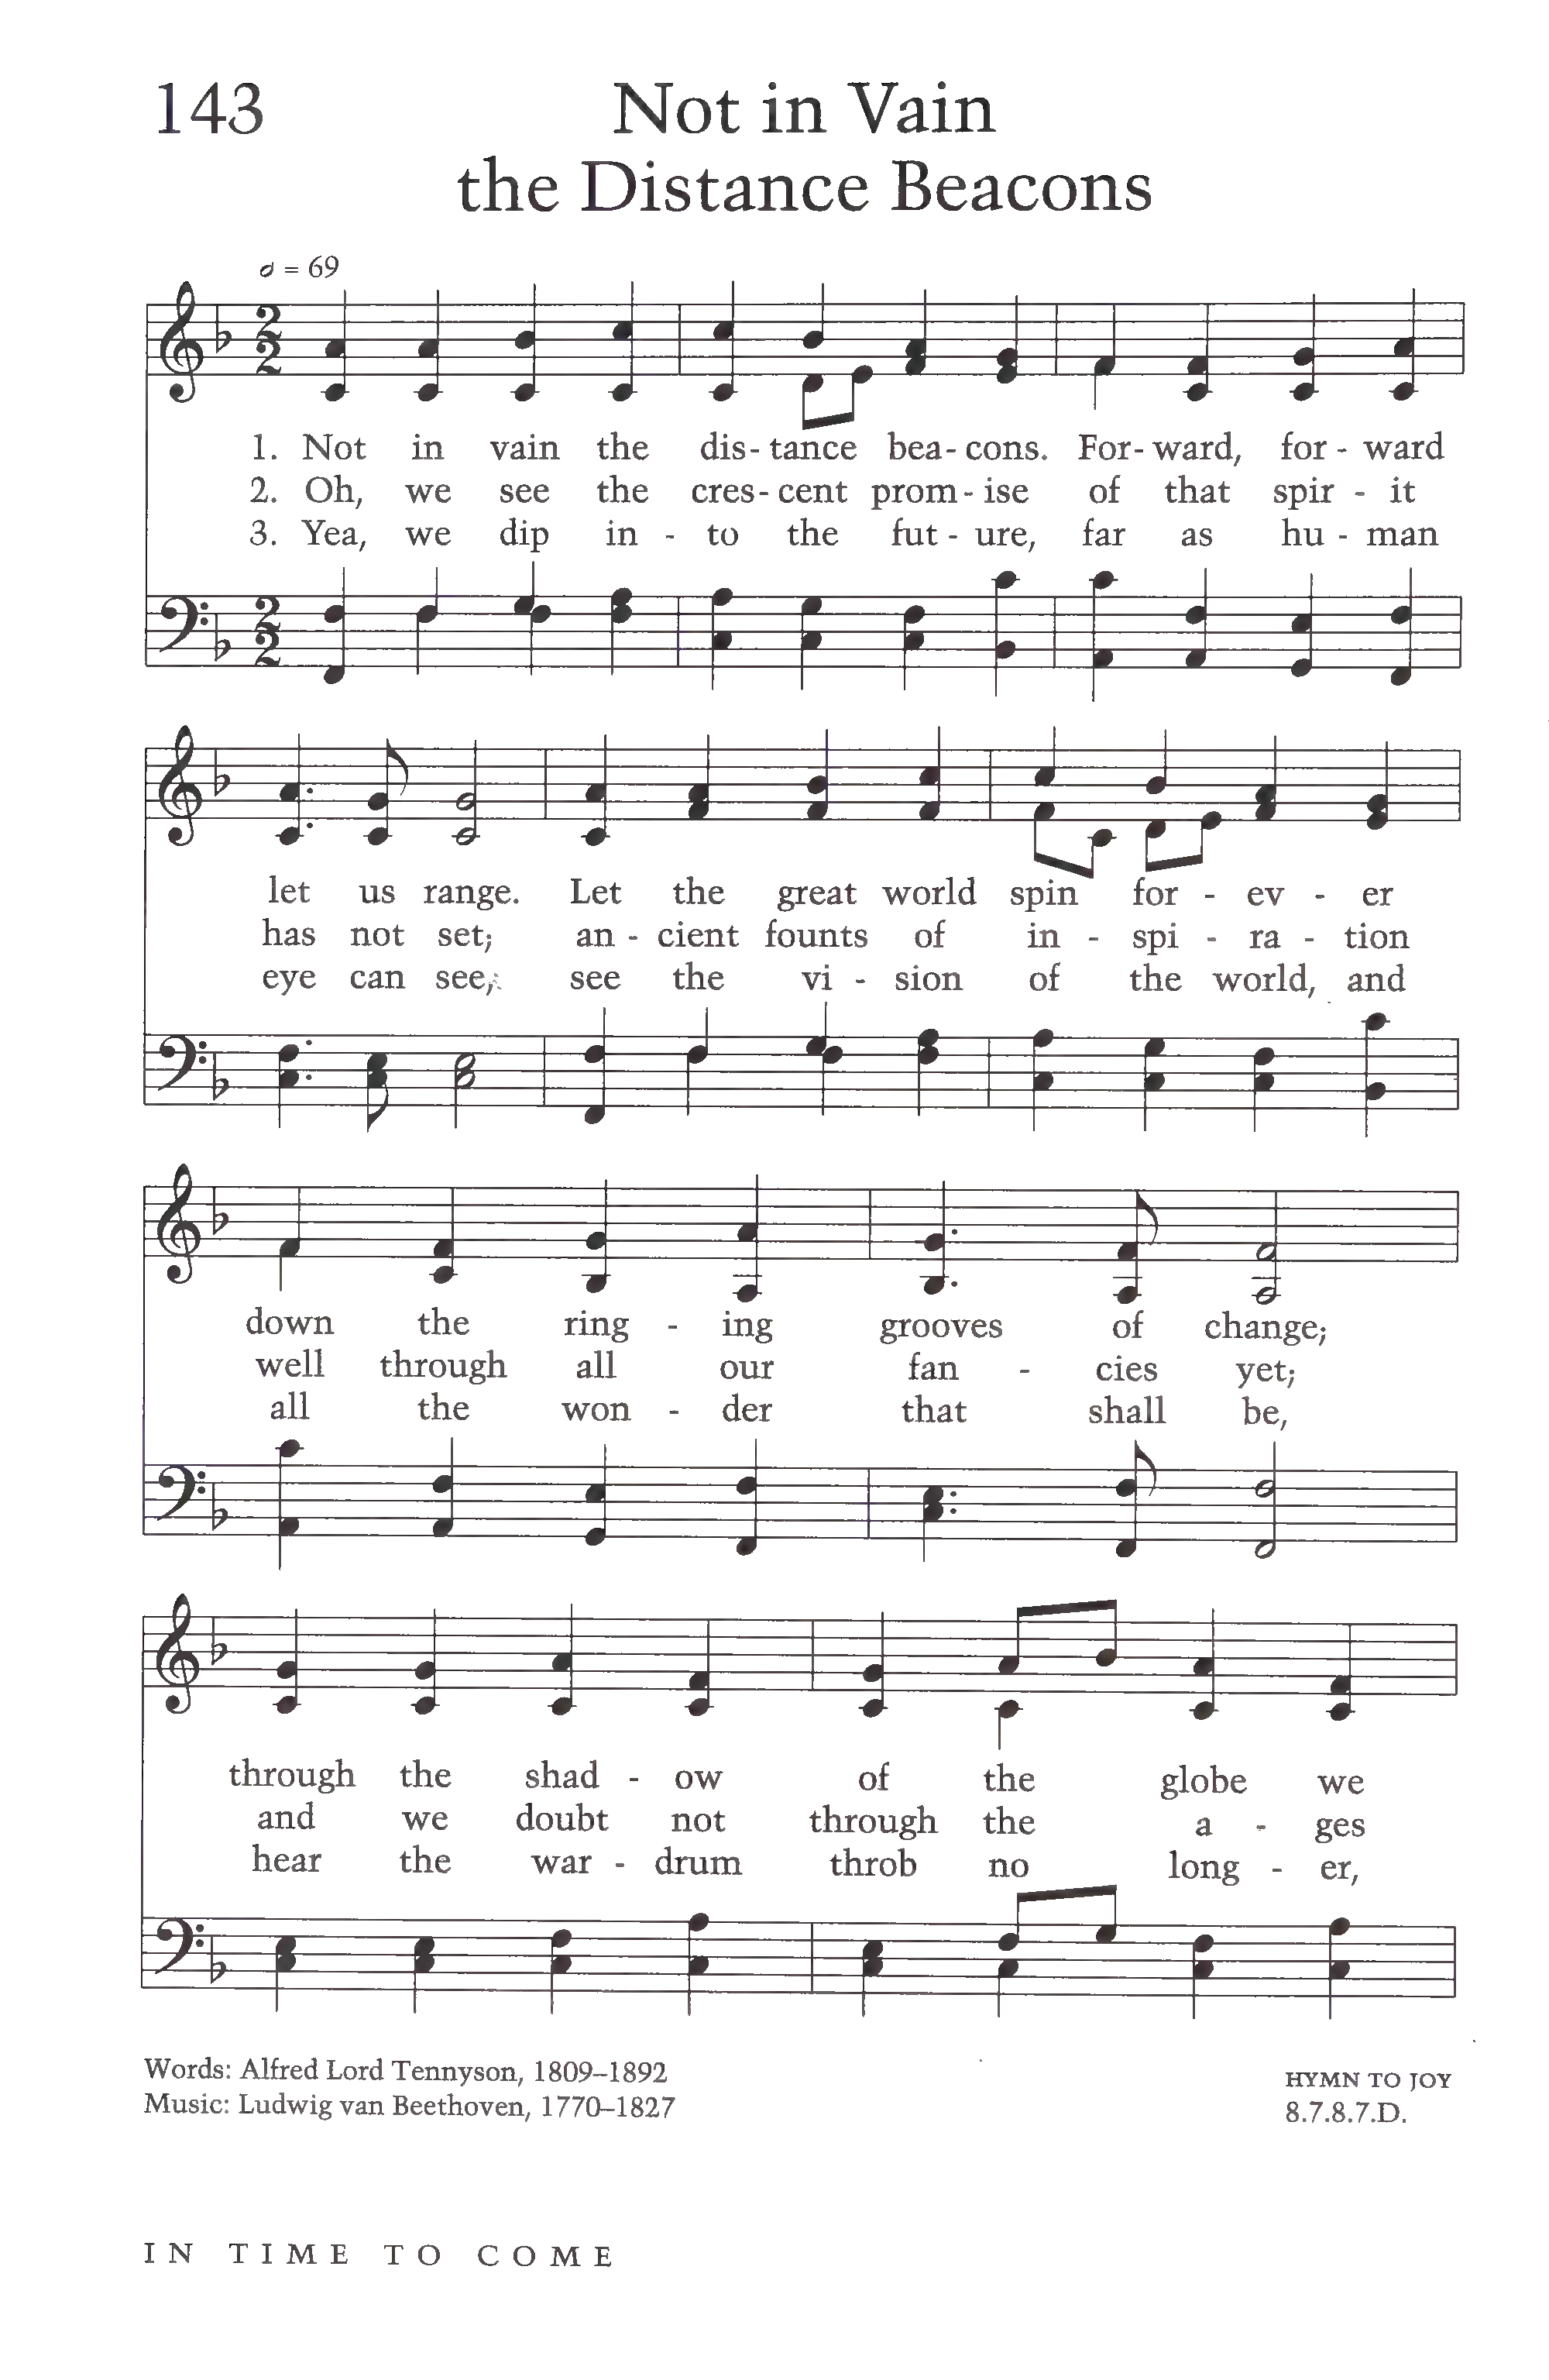 143
Not in Vain
the Distance Beacons
= 69
1. Not in vain the dis- tance bea- cons. For- ward, for - ward
2. Oh, we see the cres- cent prom- ise of that spir - it
3. Yea, we dip in - to the fut - ure, far as hu - man
let us range. Let the great world spin for - ev - er
has not set; an - cient founts of in - spi - ra - tion
eye can see, see the vi - sion of the world, and
down the ring - ing grooves of change;
well through all our fan - cies yet;
all the won - der that shall be,
through the shad - ow of the globe we
and we doubt not through the a - ges
hear the war - drum throb no long - er,
Words: Alfred Lord Tennyson, 1809–1892
Music: Ludwig van Beethoven, 1770–1827
HYMN TO JOY
8.7.8.7.D.
IN TIME TO COME